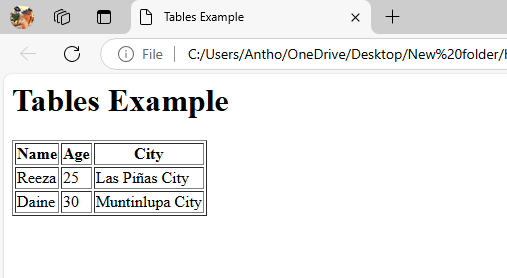 Tables Example
File C:/Users/Antho/OneDrive/Desktop/New%20folder/
Tables Example
Name Age City
Reeza 25 Las Piñas City
Daine 30 Muntinlupa City